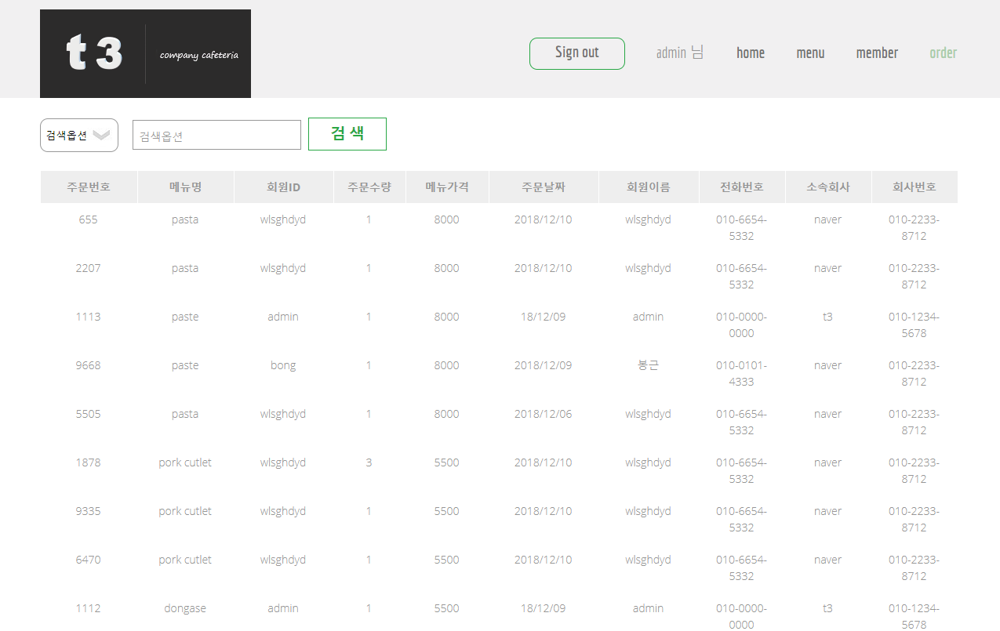 t 3 company cafeteria
Sign out admin 님 home menu member order
검색옵션 검색옵션 검 색
주문번호 메뉴명 회원ID 주문수량 메뉴가격 주문날짜 회원이름 전화번호 소속회사 회사번호
655 pasta wlsghdyd 1 8000 2018/12/10 wlsghdyd 010-6654- naver 010-2233-
5332 8712
2207 pasta wlsghdyd 1 8000 2018/12/10 wlsghdyd 010-6654- naver 010-2233-
5332 8712
1113 paste admin 1 8000 18/12/09 admin 010-0000- t3 010-1234-
0000 5678
9668 paste bong 1 8000 2018/12/09 봉근 010-0101- naver 010-2233-
4333 8712
5505 pasta wlsghdyd 1 8000 2018/12/06 wlsghdyd 010-6654- naver 010-2233-
5332 8712
1878 pork cutlet wlsghdyd 3 5500 2018/12/10 wlsghdyd 010-6654- naver 010-2233-
5332 8712
9335 pork cutlet wlsghdyd 1 5500 2018/12/10 wlsghdyd 010-6654- naver 010-2233-
5332 8712
6470 pork cutlet wlsghdyd 1 5500 2018/12/10 wlsghdyd 010-6654- naver 010-2233-
5332 8712
1112 dongase admin 1 5500 18/12/09 admin 010-0000- t3 010-1234-
0000 5678